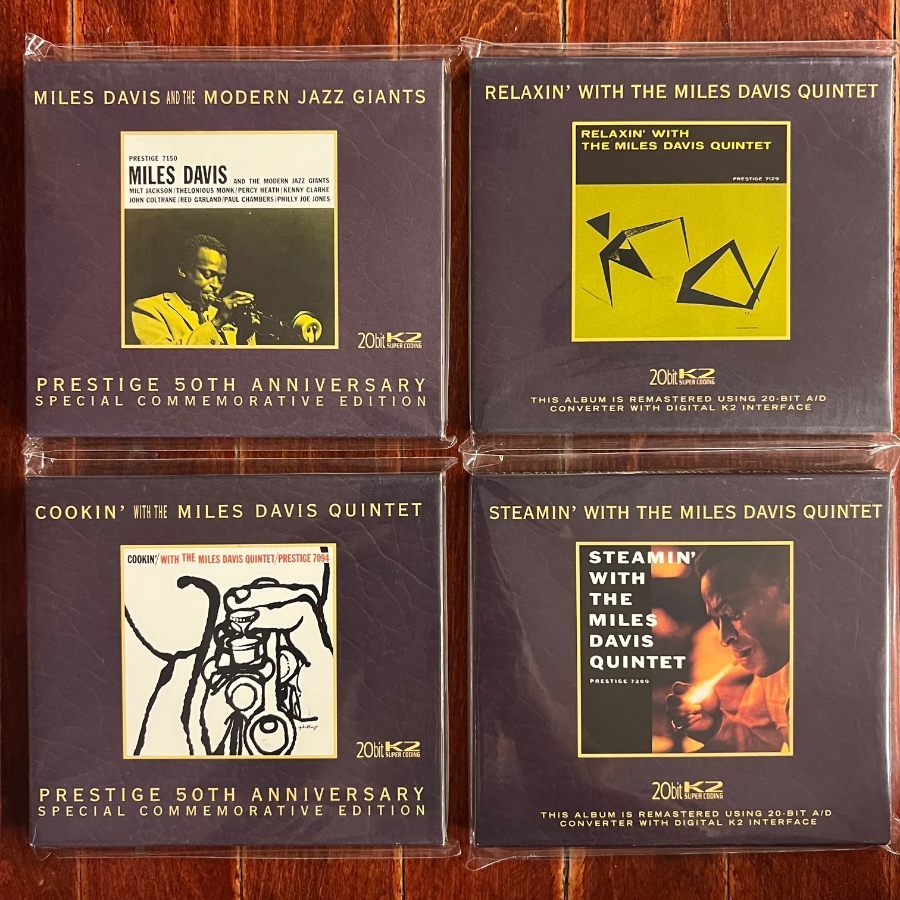 MILES DAVIS AND THE MODERN JAZZ GIANTS
PRESTIGE 7150
MILES DAVIS AND THE MODERN JAZZ GIANTS
MILT JACKSON/THELONIOUS MONK/PERCY HEATH/KENNY CLARKE
JOHN COLTRANE/RED GARLAND/PAUL CHAMBERS/PHILLY JOE JONES
20bit K2
SUPER CODING
PRESTIGE 50TH ANNIVERSARY
SPECIAL COMMEMORATIVE EDITION
RELAXIN' WITH THE MILES DAVIS QUINTET
RELAXIN' WITH
THE MILES DAVIS QUINTET
PRESTIGE 7129
20bit K2
SUPER CODING
THIS ALBUM IS REMASTERED USING 20-BIT A/D
CONVERTER WITH DIGITAL K2 INTERFACE
COOKIN' WITH THE MILES DAVIS QUINTET
COOKIN'/WITH THE MILES DAVIS QUINTET/PRESTIGE 7094
20bit K2
SUPER CODING
PRESTIGE 50TH ANNIVERSARY
SPECIAL COMMEMORATIVE EDITION
STEAMIN' WITH THE MILES DAVIS QUINTET
STEAMIN'
WITH
THE
MILES
DAVIS
QUINTET
PRESTIGE 7200
20bit K2
SUPER CODING
THIS ALBUM IS REMASTERED USING 20-BIT A/D
CONVERTER WITH DIGITAL K2 INTERFACE